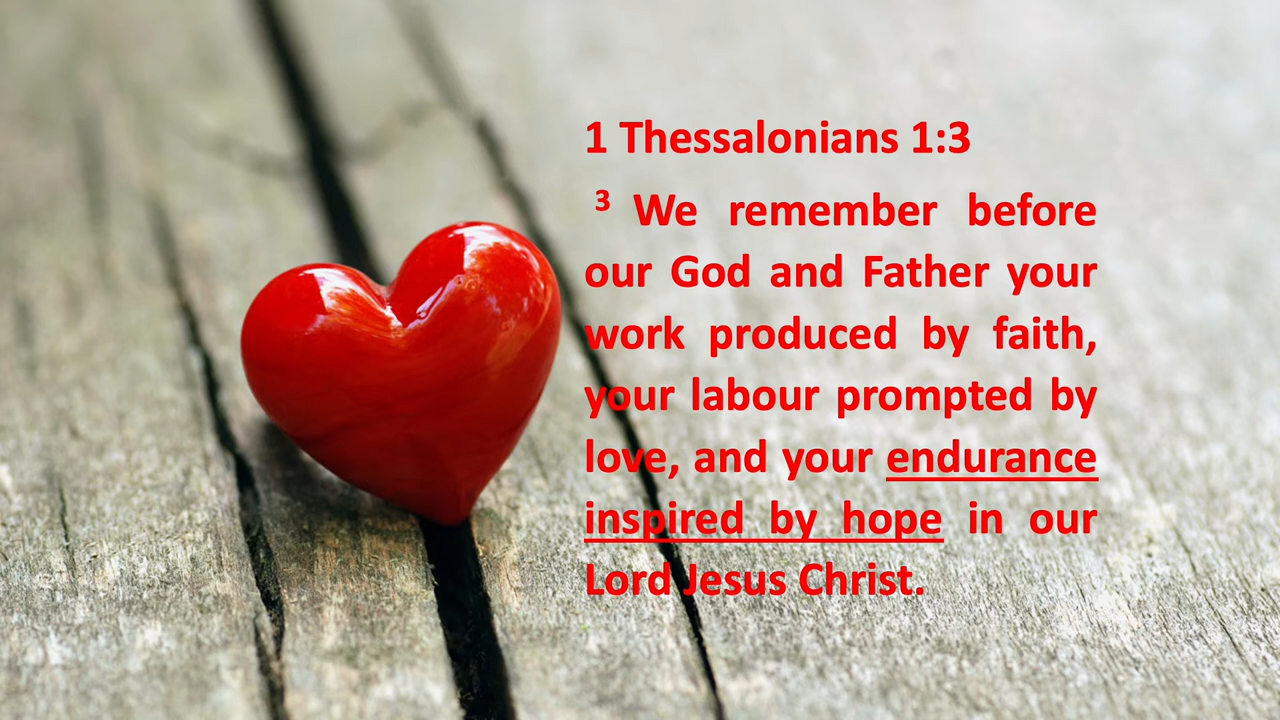 1 Thessalonians 1:3
3 We remember before
our God and Father your
work produced by faith,
your labour prompted by
love, and your endurance
inspired by hope in our
Lord Jesus Christ.